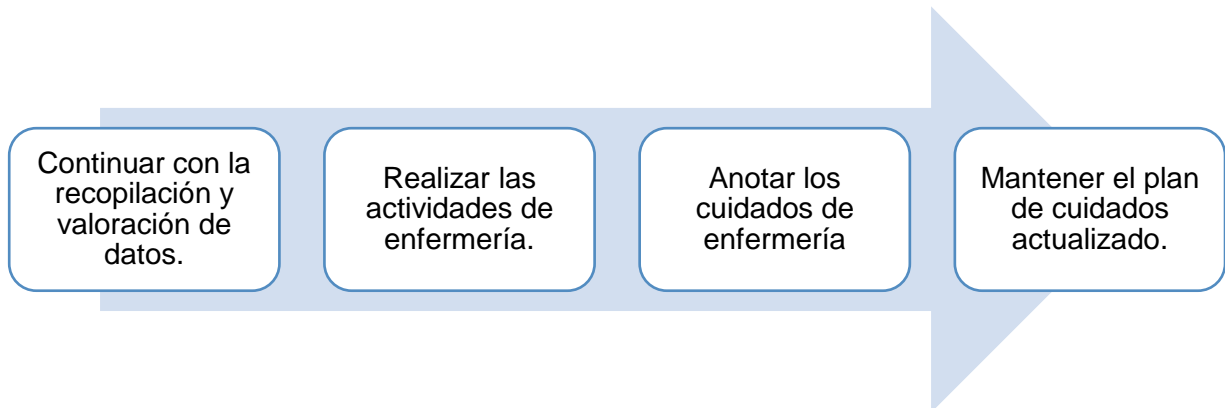 Continuar con la
recopilación y
valoración de
datos.
Realizar las
actividades de
enfermería.
Anotar los
cuidados de
enfermería
Mantener el plan
de cuidados
actualizado.